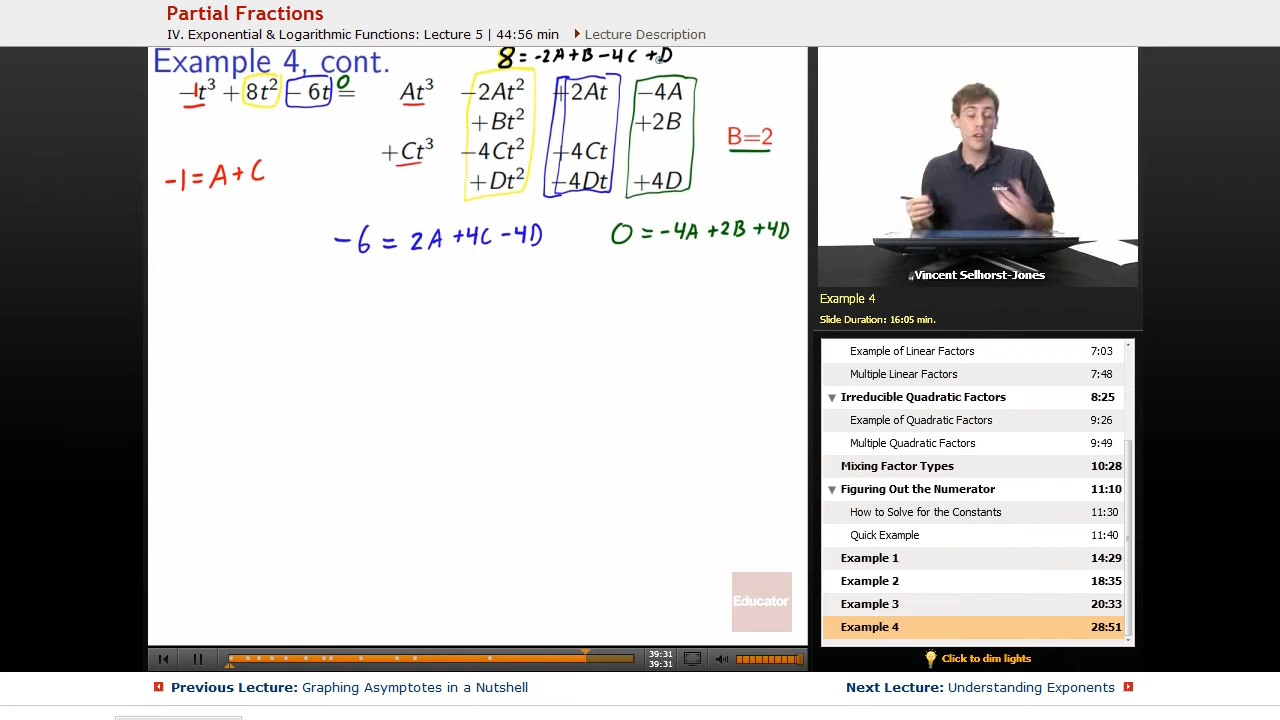 Partial Fractions
IV. Exponential & Logarithmic Functions: Lecture 5 | 44:56 min
Lecture Description
Example 4, cont.
8 = -2A + B - 4C + D
-1t³ + 8t² - 6t = 0
At³ -2At² +2At -4A
+Bt² +2B
+Ct³ -4Ct² +4Ct
+Dt² -4Dt +4D
B=2
-1 = A + C
-6 = 2A + 4C - 4D
0 = -4A + 2B + 4D
Educator
Educator
Vincent Selhorst-Jones
Example 4
Slide Duration: 16:05 min.
Example of Linear Factors 7:03
Multiple Linear Factors 7:48
Irreducible Quadratic Factors 8:25
Example of Quadratic Factors 9:26
Multiple Quadratic Factors 9:49
Mixing Factor Types 10:28
Figuring Out the Numerator 11:10
How to Solve for the Constants 11:30
Quick Example 11:40
Example 1 14:29
Example 2 18:35
Example 3 20:33
Example 4 28:51
39:31
39:31
Click to dim lights
Previous Lecture: Graphing Asymptotes in a Nutshell
Next Lecture: Understanding Exponents